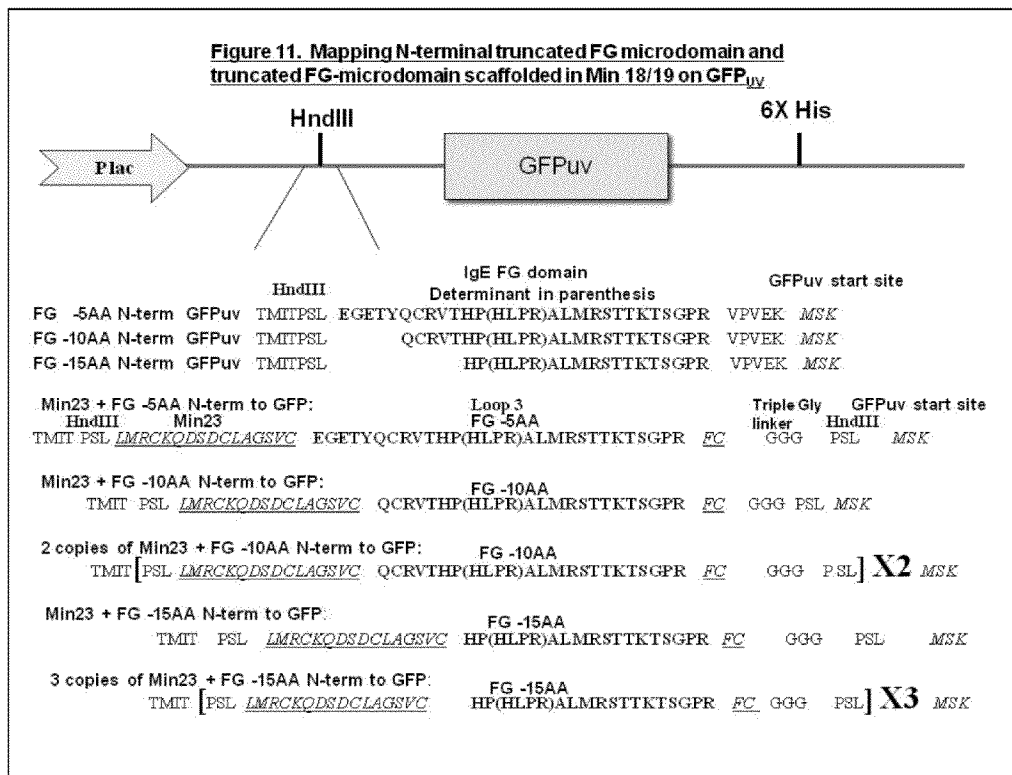 Figure 11. Mapping N-terminal truncated FG microdomain and
truncated FG-microdomain scaffolded in Min 18/19 on GFPUV
HndIII
6X His
Plac
GFPuv
IgE FG domain
GFPuv start site
HndIII
Determinant in parenthesis
FG -5AA N-term GFPuv TMITPSL EGETYQCRVTHP(HLPR)ALMRSTTKTSGPR VPVEK MSK
FG -10AA N-term GFPuv TMITPSL QCRVTHP(HLPR)ALMRSTTKTSGPR VPVEK MSK
FG -15AA N-term GFPuv TMITPSL HP(HLPR)ALMRSTTKTSGPR VPVEK MSK
Min23 + FG -5AA N-term to GFP: Loop 3 Triple Gly GFPuv start site
HndIII Min23 FG -5AA linker HndIII
TMIT PSL LMRCKQDSDCLAGSVC EGETYQCRVTHP(HLPR)ALMRSTTKTSGPR FC GGG PSL MSK
Min23 + FG -10AA N-term to GFP: FG -10AA
TMIT PSL LMRCKQDSDCLAGSVC QCRVTHP(HLPR)ALMRSTTKTSGPR FC GGG PSL MSK
2 copies of Min23 + FG -10AA N-term to GFP: FG -10AA
TMIT [PSL LMRCKQDSDCLAGSVC QCRVTHP(HLPR)ALMRSTTKTSGPR FC GGG PSL] X2 MSK
Min23 + FG -15AA N-term to GFP: FG -15AA
TMIT PSL LMRCKQDSDCLAGSVC HP(HLPR)ALMRSTTKTSGPR FC GGG PSL MSK
3 copies of Min23 + FG -15AA N-term to GFP: FG -15AA
TMIT [PSL LMRCKQDSDCLAGSVC HP(HLPR)ALMRSTTKTSGPR FC GGG PSL] X3 MSK